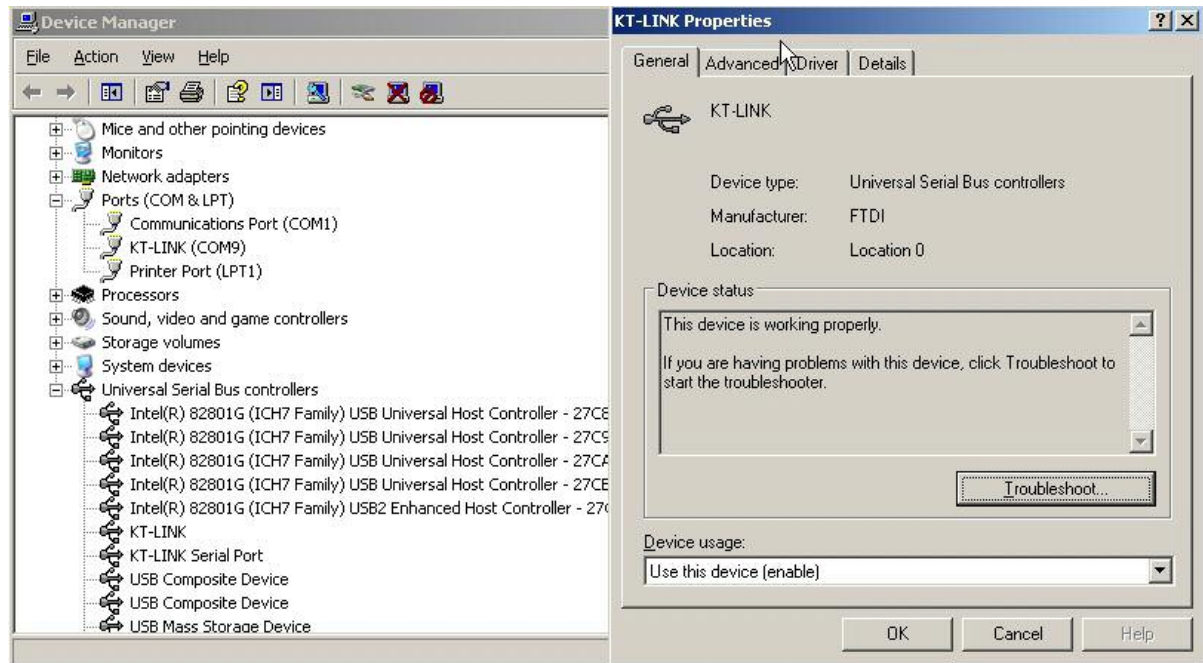 Device Manager
File Action View Help
Mice and other pointing devices
Monitors
Network adapters
Ports (COM & LPT)
Communications Port (COM1)
KT-LINK (COM9)
Printer Port (LPT1)
Processors
Sound, video and game controllers
Storage volumes
System devices
Universal Serial Bus controllers
Intel(R) 82801G (ICH7 Family) USB Universal Host Controller - 27C8
Intel(R) 82801G (ICH7 Family) USB Universal Host Controller - 27C9
Intel(R) 82801G (ICH7 Family) USB Universal Host Controller - 27CA
Intel(R) 82801G (ICH7 Family) USB Universal Host Controller -
Intel(R) 82801G (ICH7 Family) USB2 Enhanced Host Controller -
KT-LINK
KT-LINK Serial Port
USB Composite Device
USB Composite Device
USB Mass Storage Device
KT-LINK Properties
General Advanced Driver Details
KT-LINK
Device type: Universal Serial Bus controllers
Manufacturer: FTDI
Location: Location 0
Device status
This device is working properly.
If you are having problems with this device, click Troubleshoot to
start the troubleshooter.
Troubleshoot...
Device usage:
Use this device (enable)
OK Cancel Help